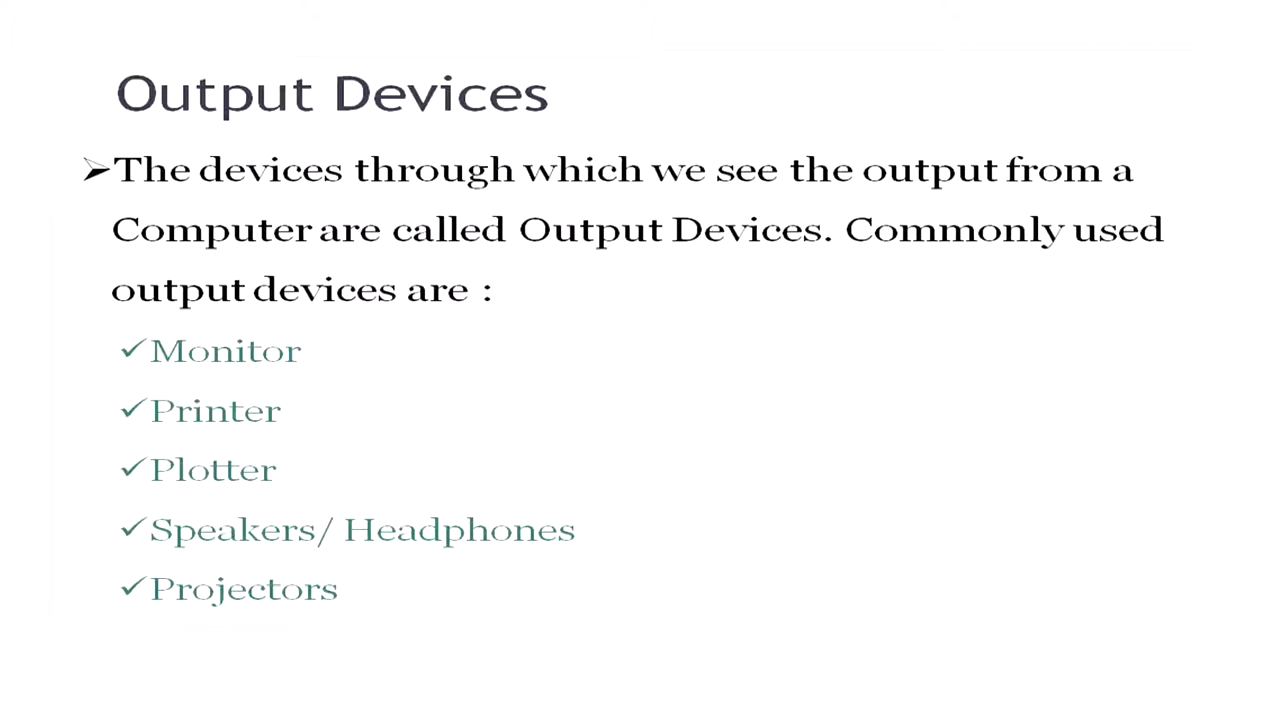 Output Devices
➢The devices through which we see the output from a
Computer are called Output Devices. Commonly used
output devices are :
✓Monitor
✓Printer
✓Plotter
✓Speakers/ Headphones
✓Projectors